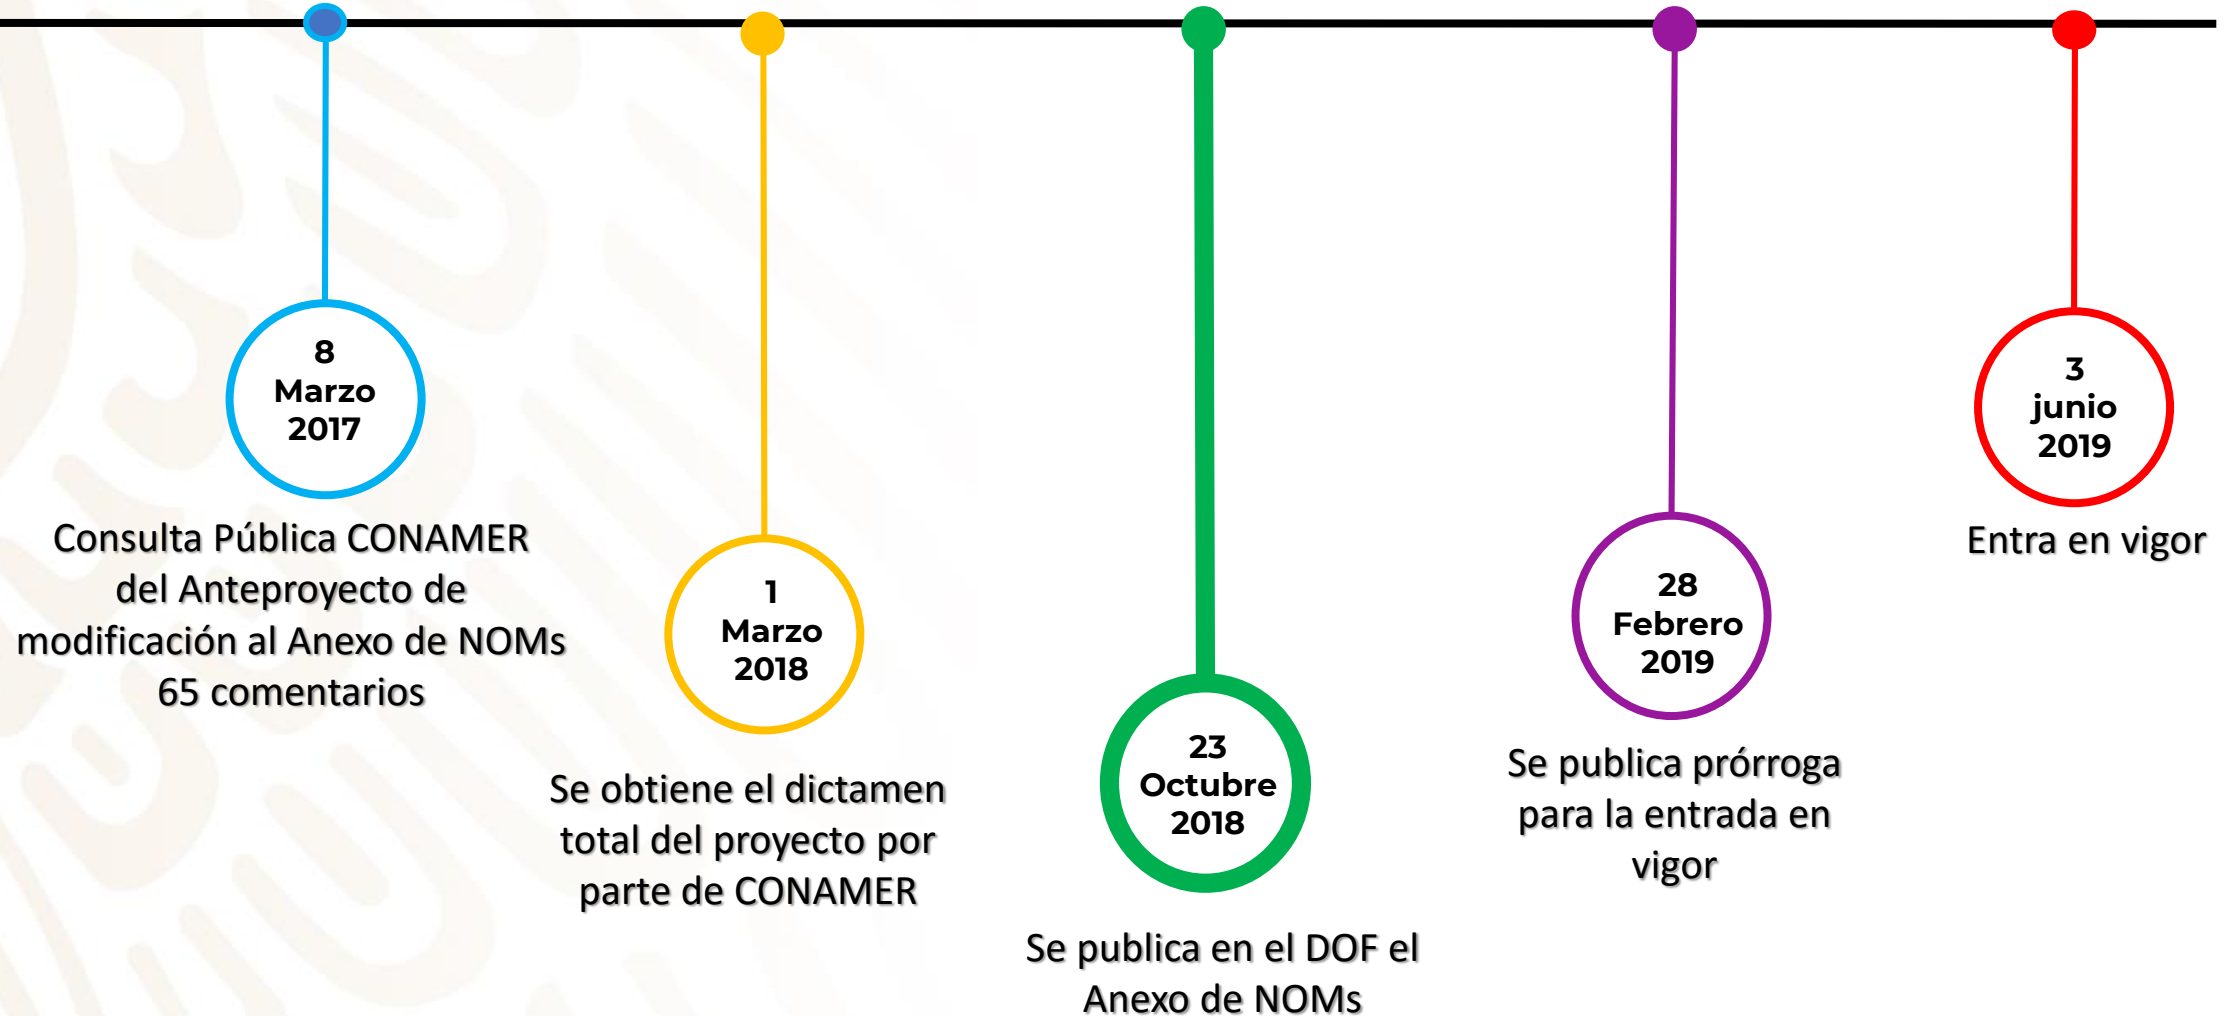 8
Marzo
2017
Consulta Pública CONAMER
del Anteproyecto de
modificación al Anexo de NOMs
65 comentarios
1
Marzo
2018
Se obtiene el dictamen
total del proyecto por
parte de CONAMER
23
Octubre
2018
Se publica en el DOF el
Anexo de NOMs
28
Febrero
2019
Se publica prórroga
para la entrada en
vigor
3
junio
2019
Entra en vigor